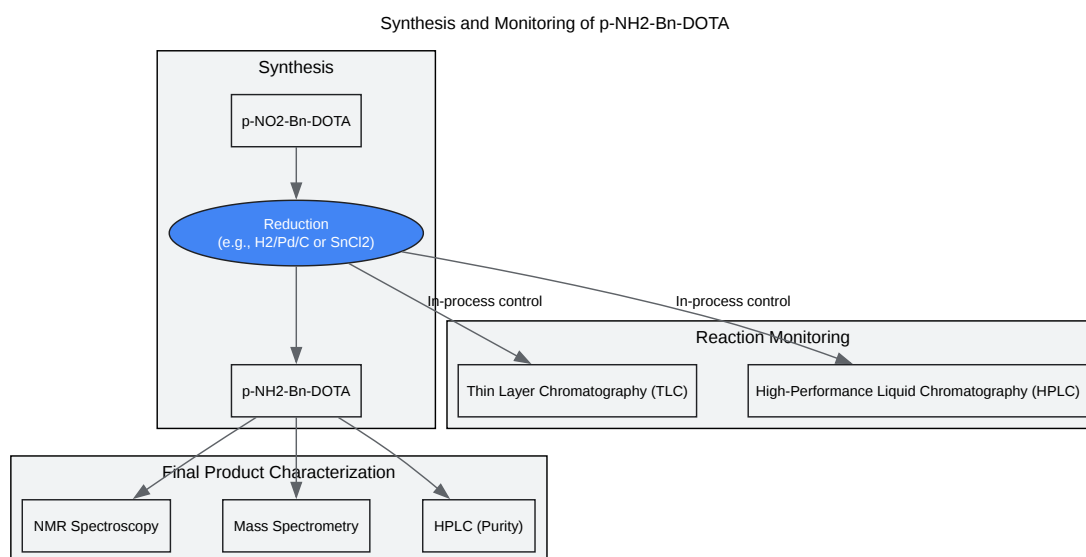 Synthesis and Monitoring of p-NH2-Bn-DOTA
Synthesis
p-NO2-Bn-DOTA
Reduction
(e.g., H2/Pd/C or SnCl2)
In-process control
In-process control
Reaction Monitoring
p-NH2-Bn-DOTA
Thin Layer Chromatography (TLC)
High-Performance Liquid Chromatography (HPLC)
Final Product Characterization
NMR Spectroscopy
Mass Spectrometry
HPLC (Purity)